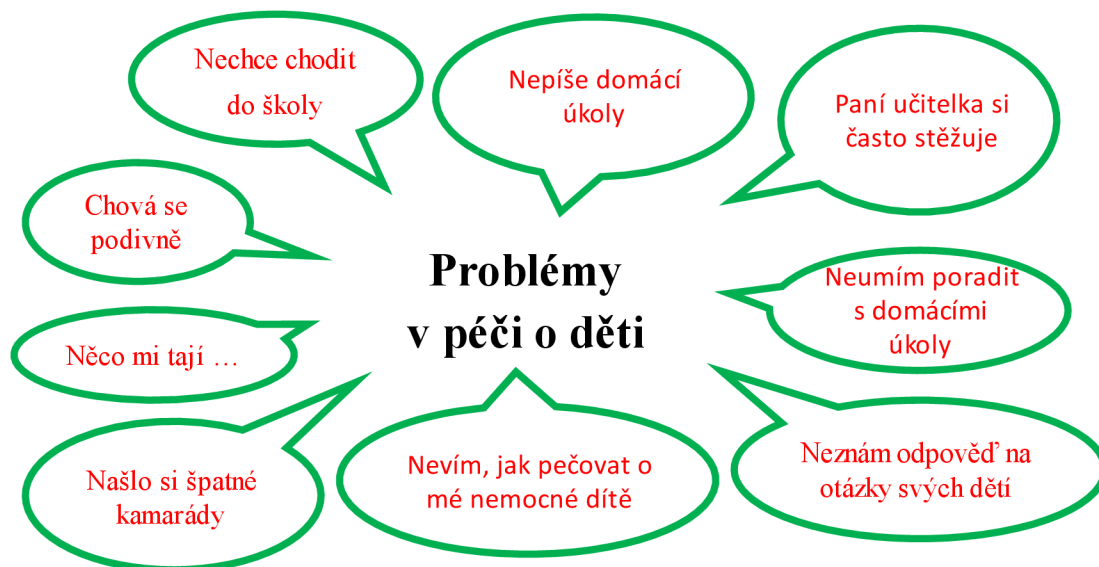 Nechce chodit
do školy
Nepíše domácí
úkoly
Paní učitelka si
často stěžuje
Chová se
podivně
Problémy
v péči o děti
Neumím poradit
s domácími
úkoly
Něco mi tají …
Našlo si špatné
kamarády
Nevím, jak pečovat o
mé nemocné dítě
Neznám odpověď na
otázky svých dětí